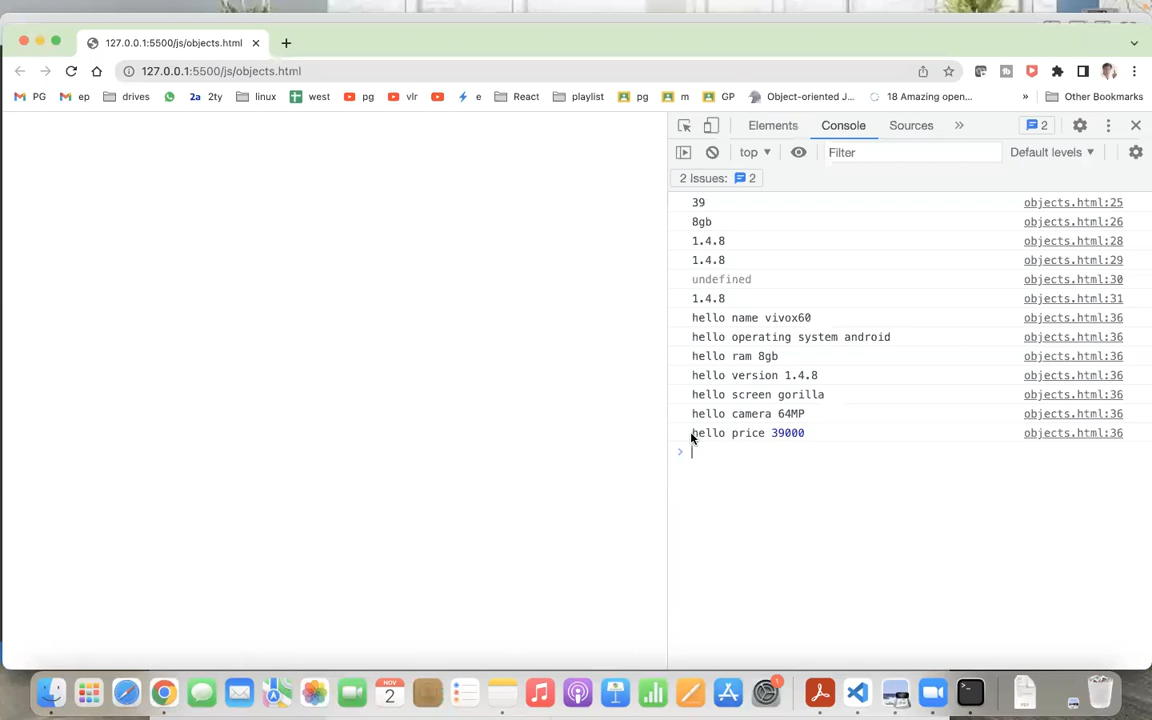 127.0.0.1:5500/js/objects.html
127.0.0.1:5500/js/objects.html
PG ep drives 2a 2ty linux west pg vlr e React playlist pg m GP Object-oriented J... 18 Amazing open... » Other Bookmarks
Elements Console Sources » 2
top Filter Default levels
2 Issues: 2
39 objects.html:25
8gb objects.html:26
1.4.8 objects.html:28
1.4.8 objects.html:29
undefined objects.html:30
1.4.8 objects.html:31
hello name vivox60 objects.html:36
hello operating system android objects.html:36
hello ram 8gb objects.html:36
hello version 1.4.8 objects.html:36
hello screen gorilla objects.html:36
hello camera 64MP objects.html:36
hello price 39000 objects.html:36
>
NOV
2
1